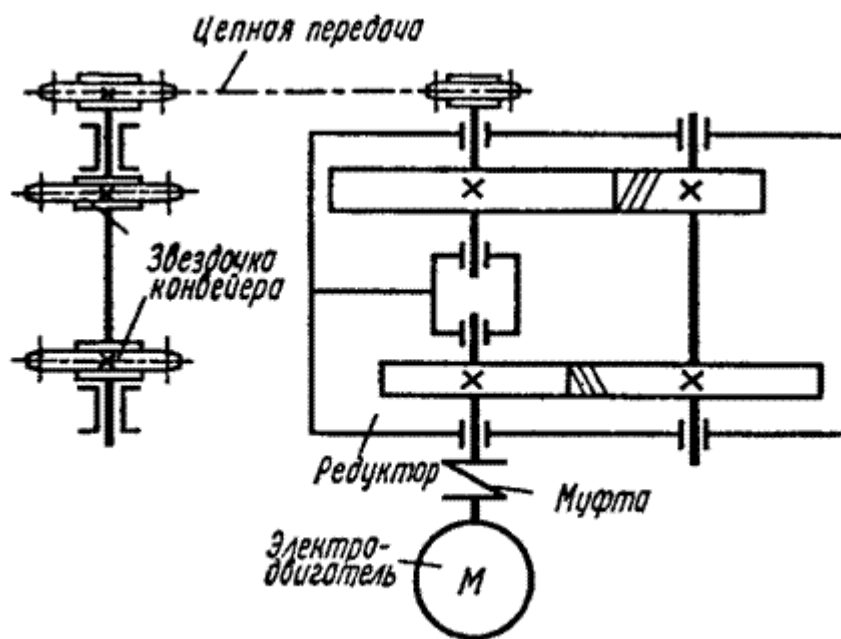 Цепная передача
Звездочка
конвейера
Редуктор
Муфта
Электро-
двигатель
М